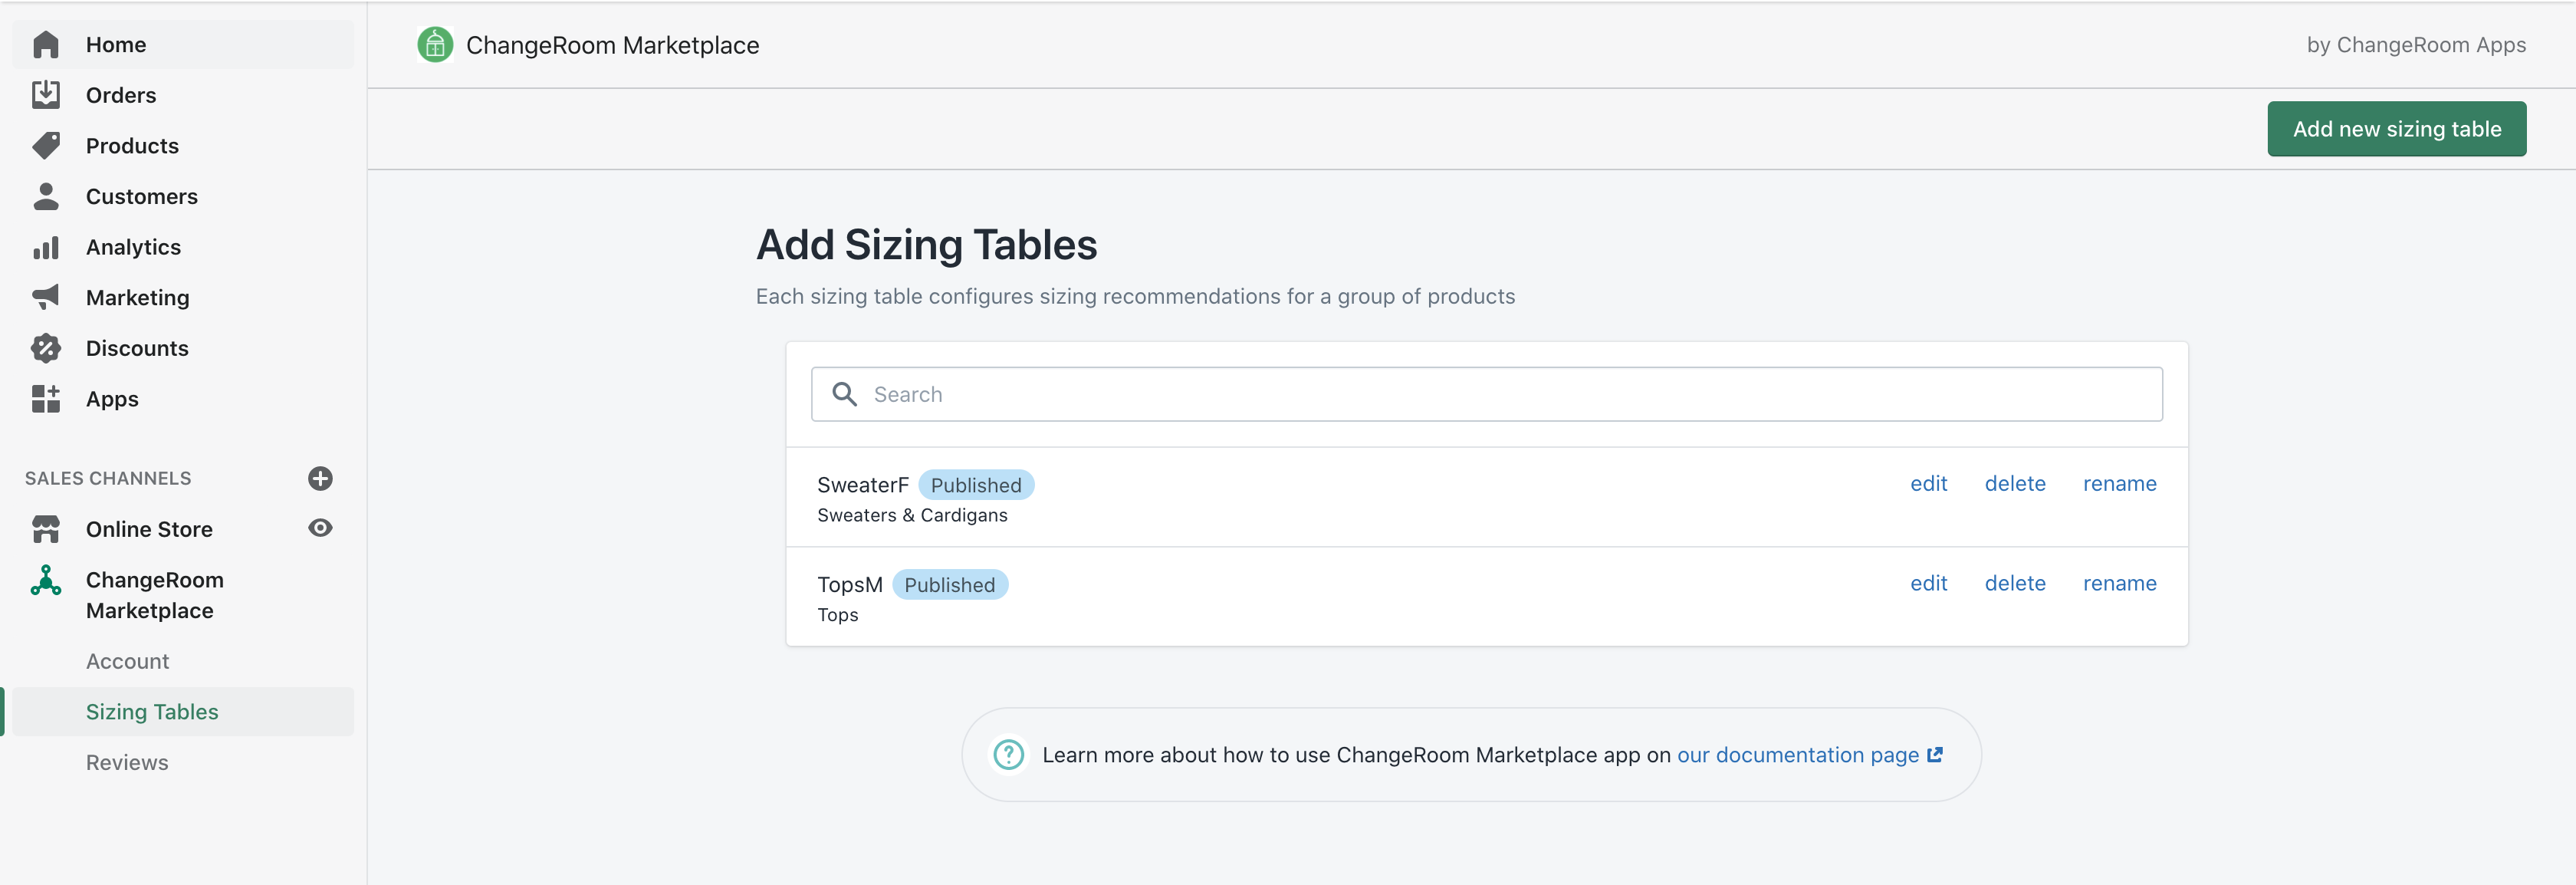 Home
Orders
Products
Customers
Analytics
Marketing
Discounts
Apps
SALES CHANNELS
Online Store
ChangeRoom
Marketplace
Account
Sizing Tables
Reviews
ChangeRoom Marketplace
by ChangeRoom Apps
Add new sizing table
Add Sizing Tables
Each sizing table configures sizing recommendations for a group of products
Search
SweaterF Published edit delete rename
Sweaters & Cardigans
TopsM Published edit delete rename
Tops
Learn more about how to use ChangeRoom Marketplace app on our documentation page